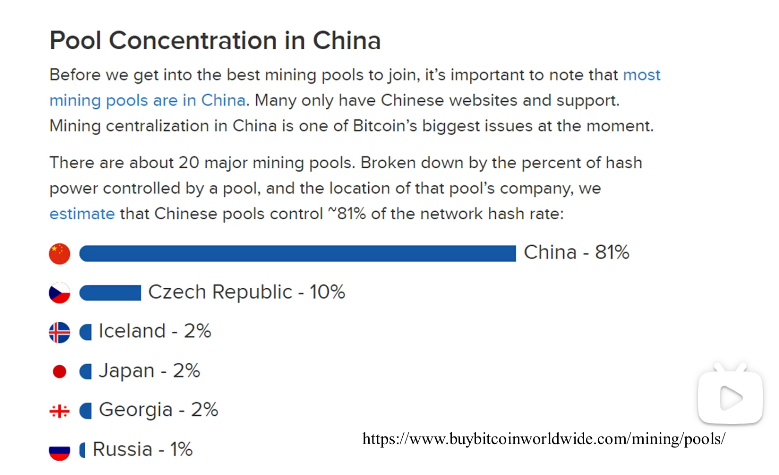 Pool Concentration in China
Before we get into the best mining pools to join, it’s important to note that most
mining pools are in China. Many only have Chinese websites and support.
Mining centralization in China is one of Bitcoin’s biggest issues at the moment.
There are about 20 major mining pools. Broken down by the percent of hash
power controlled by a pool, and the location of that pool’s company, we
estimate that Chinese pools control ~81% of the network hash rate:
China - 81%
Czech Republic - 10%
Iceland - 2%
Japan - 2%
Georgia - 2%
Russia - 1%
https://www.buybitcoinworldwide.com/mining/pools/